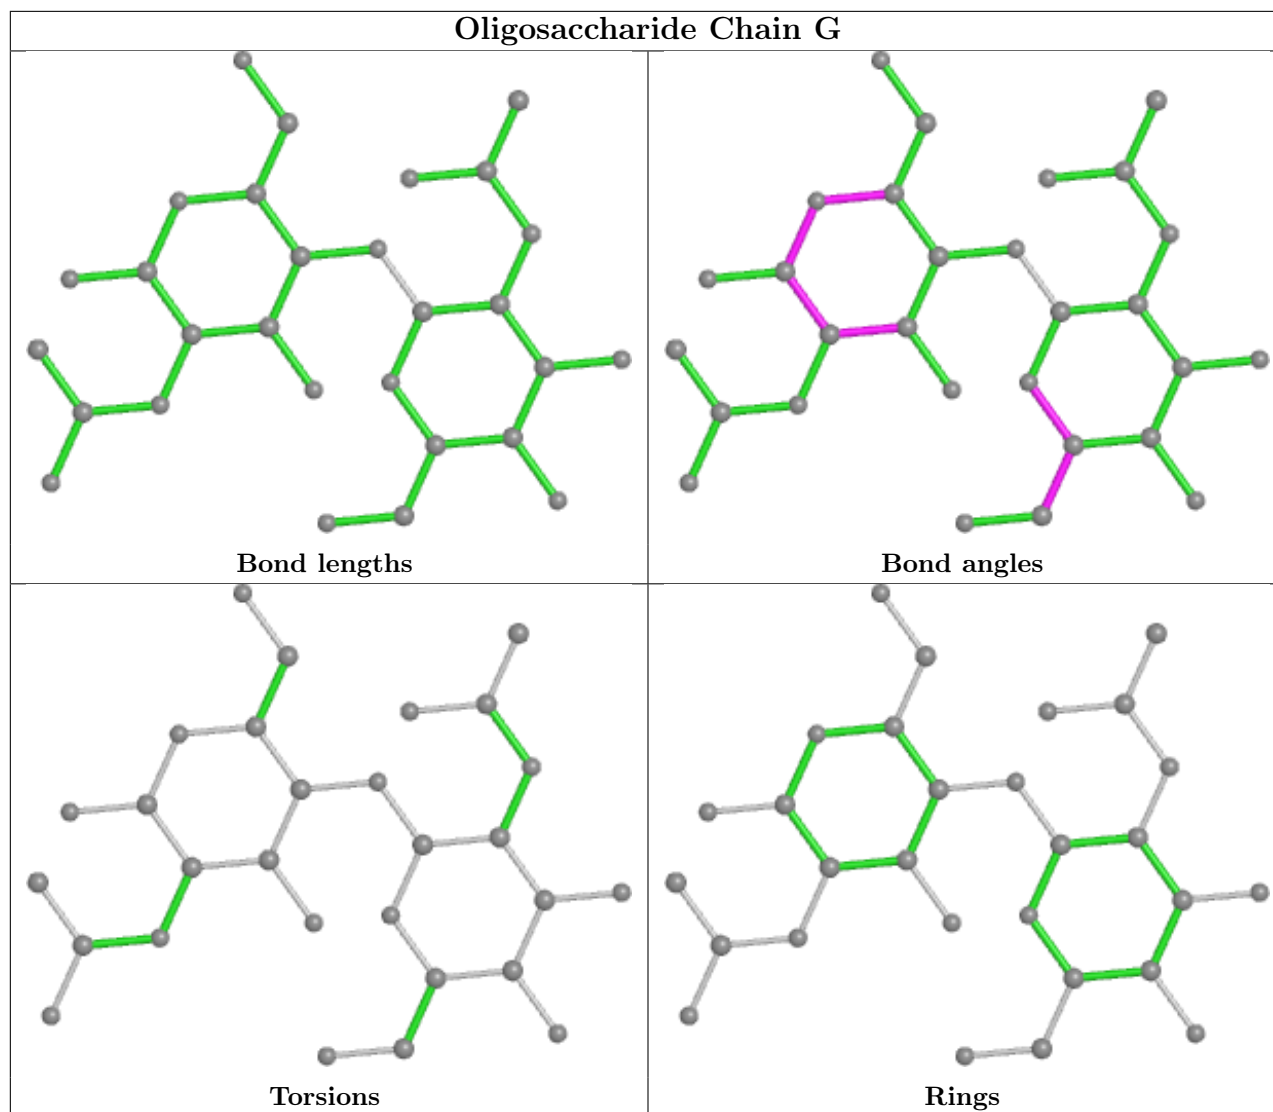 Oligosaccharide Chain G
Bond lengths
Bond angles
Torsions
Rings